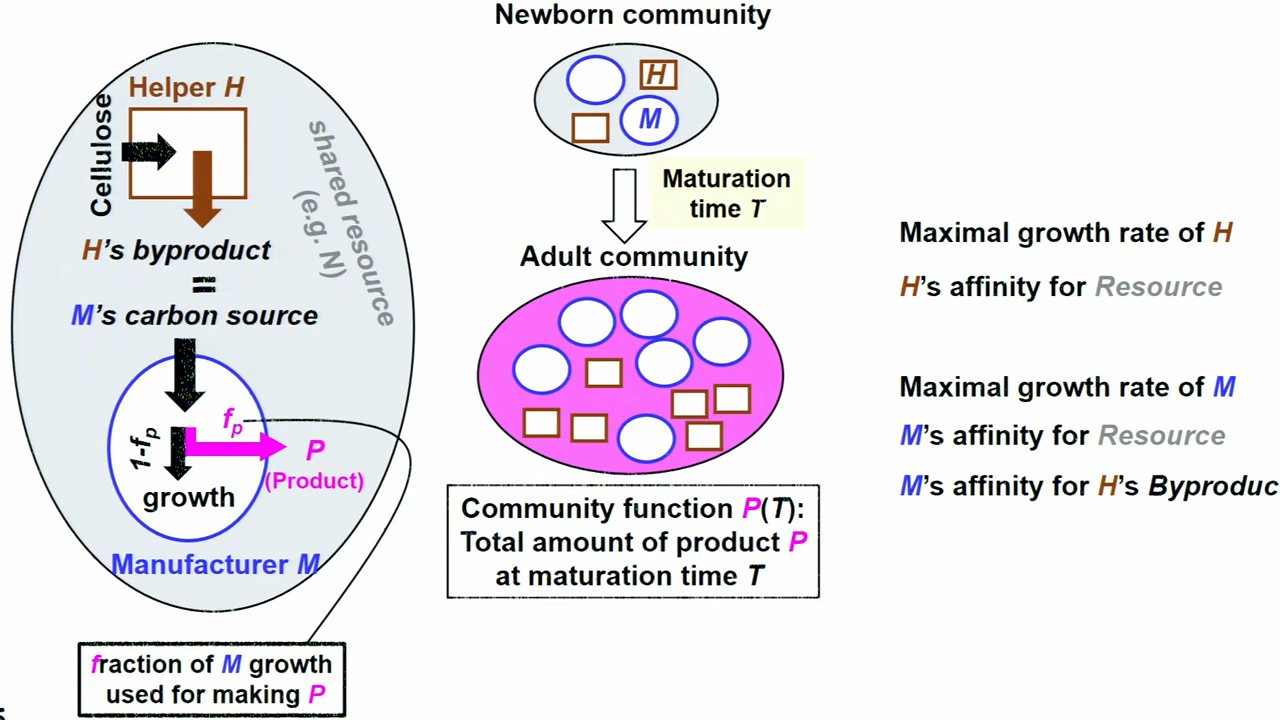 Helper H
Cellulose
shared resource
(e.g. N)
H's byproduct
=
M's carbon source
fp
1-fp
P
(Product)
growth
Manufacturer M
fraction of M growth
used for making P
Newborn community
H
M
Maturation
time T
Adult community
Community function P(T):
Total amount of product P
at maturation time T
Maximal growth rate of H
H's affinity for Resource
Maximal growth rate of M
M's affinity for Resource
M's affinity for H's Byproduc